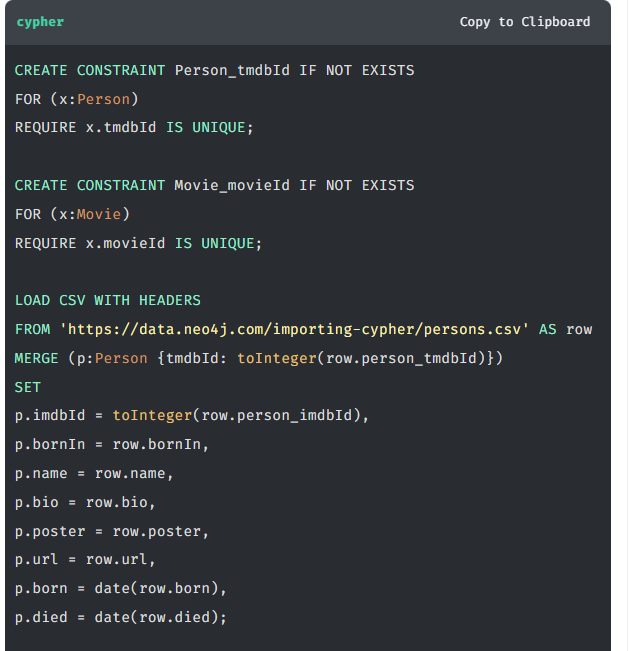 cypher
Copy to Clipboard
CREATE CONSTRAINT Person_tmdbId IF NOT EXISTS
FOR (x:Person)
REQUIRE x.tmdbId IS UNIQUE;
CREATE CONSTRAINT Movie_movieId IF NOT EXISTS
FOR (x:Movie)
REQUIRE x.movieId IS UNIQUE;
LOAD CSV WITH HEADERS
FROM 'https://data.neo4j.com/importing-cypher/persons.csv' AS row
MERGE (p:Person {tmdbId: toInteger(row.person_tmdbId)})
SET
p.imdbId = toInteger(row.person_imdbId),
p.bornIn = row.bornIn,
p.name = row.name,
p.bio = row.bio,
p.poster = row.poster,
p.url = row.url,
p.born = date(row.born),
p.died = date(row.died);